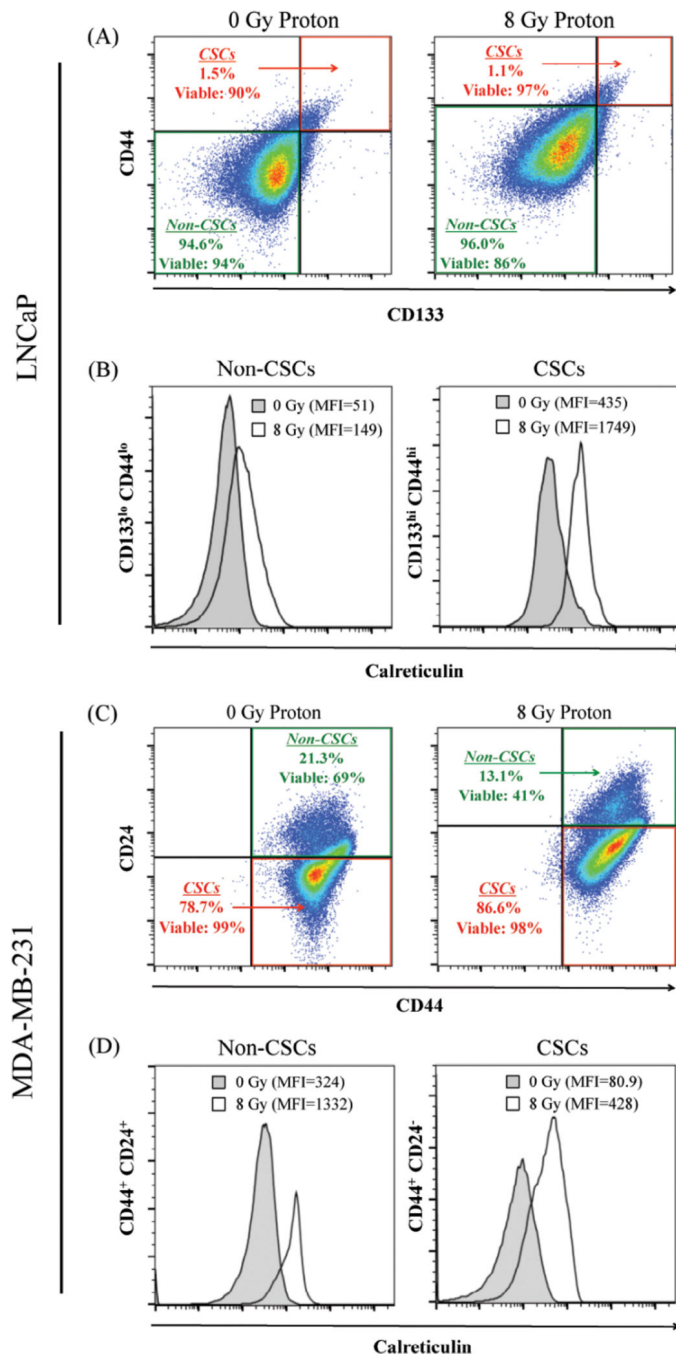 0 Gy Proton
8 Gy Proton
(A)
CSCs
1.5%
Viable: 90%
CSCs
1.1%
Viable: 97%
CD44
Non-CSCs
94.6%
Viable: 94%
Non-CSCs
96.0%
Viable: 86%
CD133
LNCaP
(B)
Non-CSCs
CSCs
0 Gy (MFI=51)
8 Gy (MFI=149)
0 Gy (MFI=435)
8 Gy (MFI=1749)
CD133lo CD44lo
CD133hi CD44hi
Calreticulin
(C)
0 Gy Proton
8 Gy Proton
Non-CSCs
21.3%
Viable: 69%
Non-CSCs
13.1%
Viable: 41%
CD24
CSCs
78.7%
Viable: 99%
CSCs
86.6%
Viable: 98%
CD44
MDA-MB-231
(D)
Non-CSCs
CSCs
0 Gy (MFI=324)
8 Gy (MFI=1332)
0 Gy (MFI=80.9)
8 Gy (MFI=428)
CD44+ CD24+
CD44+ CD24-
Calreticulin